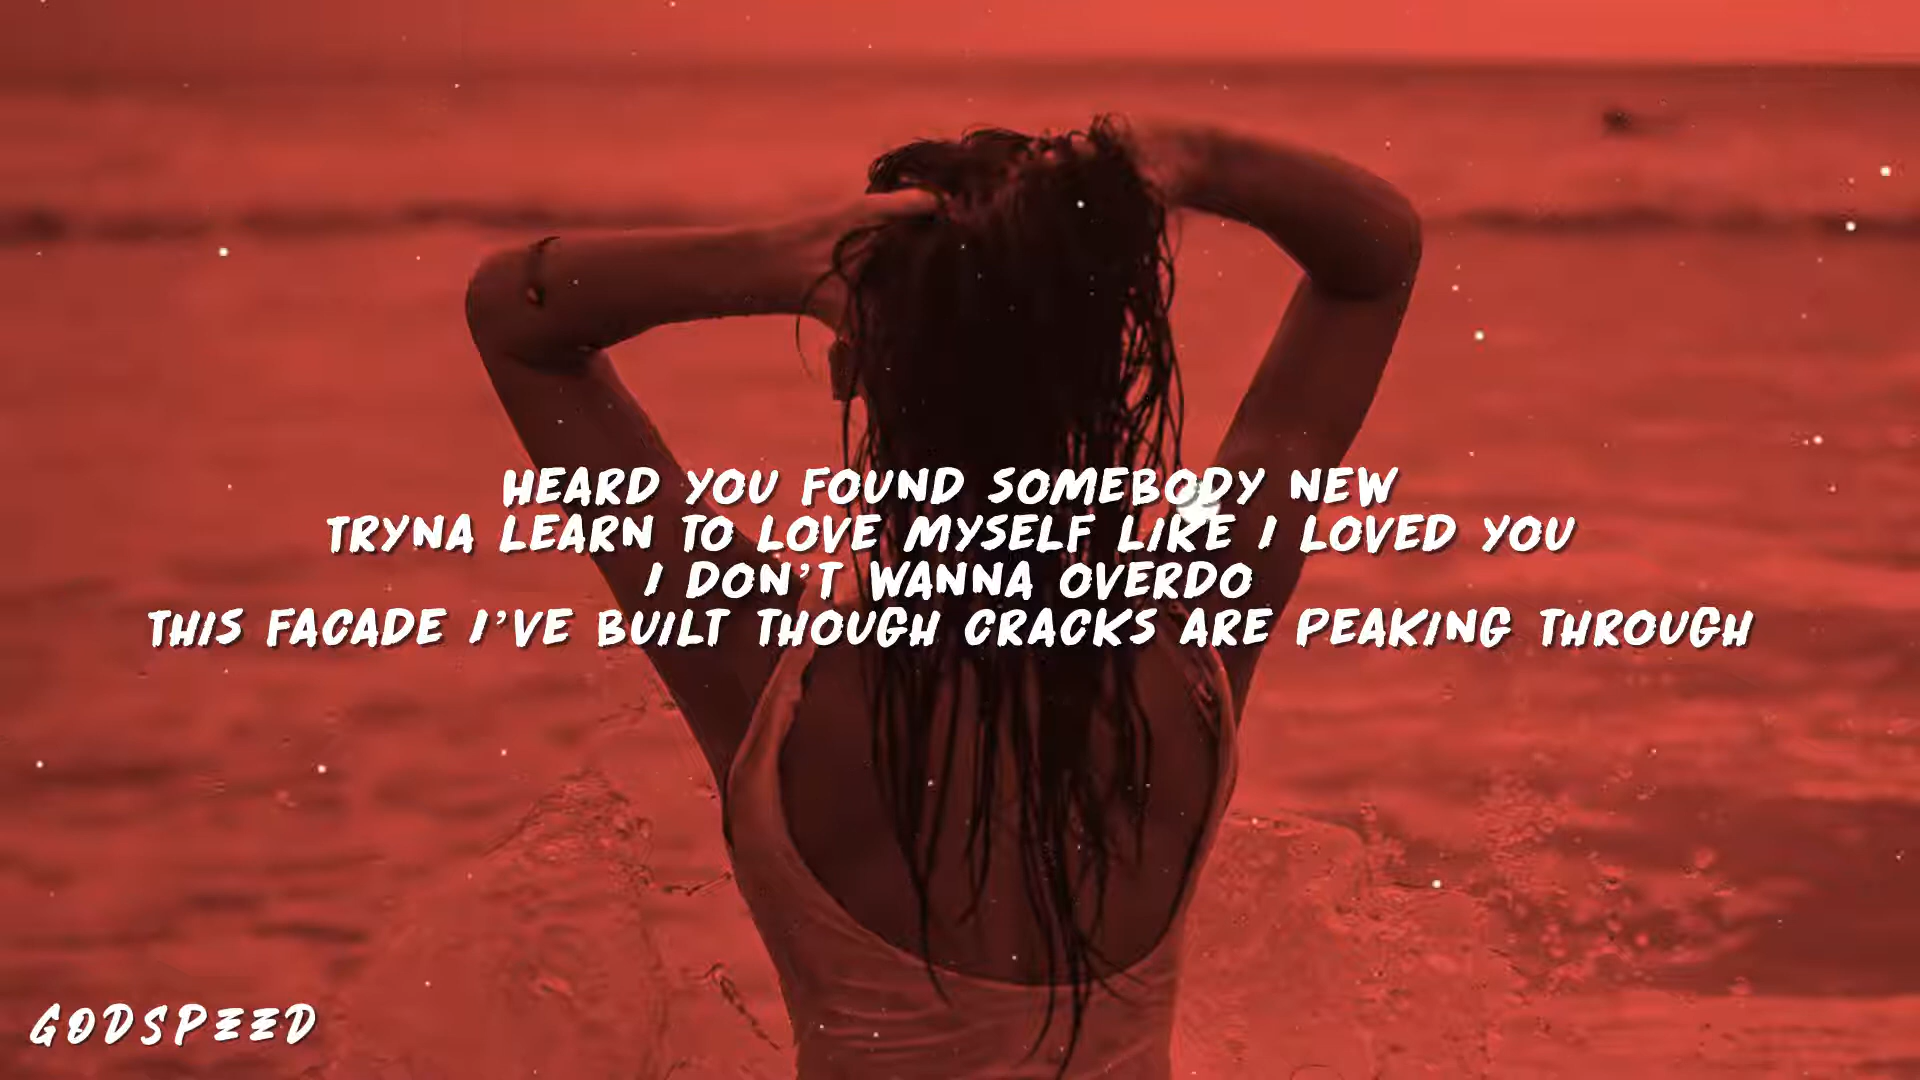 HEARD YOU FOUND SOMEBODY NEW
TRYNA LEARN TO LOVE MYSELF LIKE I LOVED YOU
I DON'T WANNA OVERDO
THIS FACADE I'VE BUILT THOUGH CRACKS ARE PEAKING THROUGH
GODSPEED